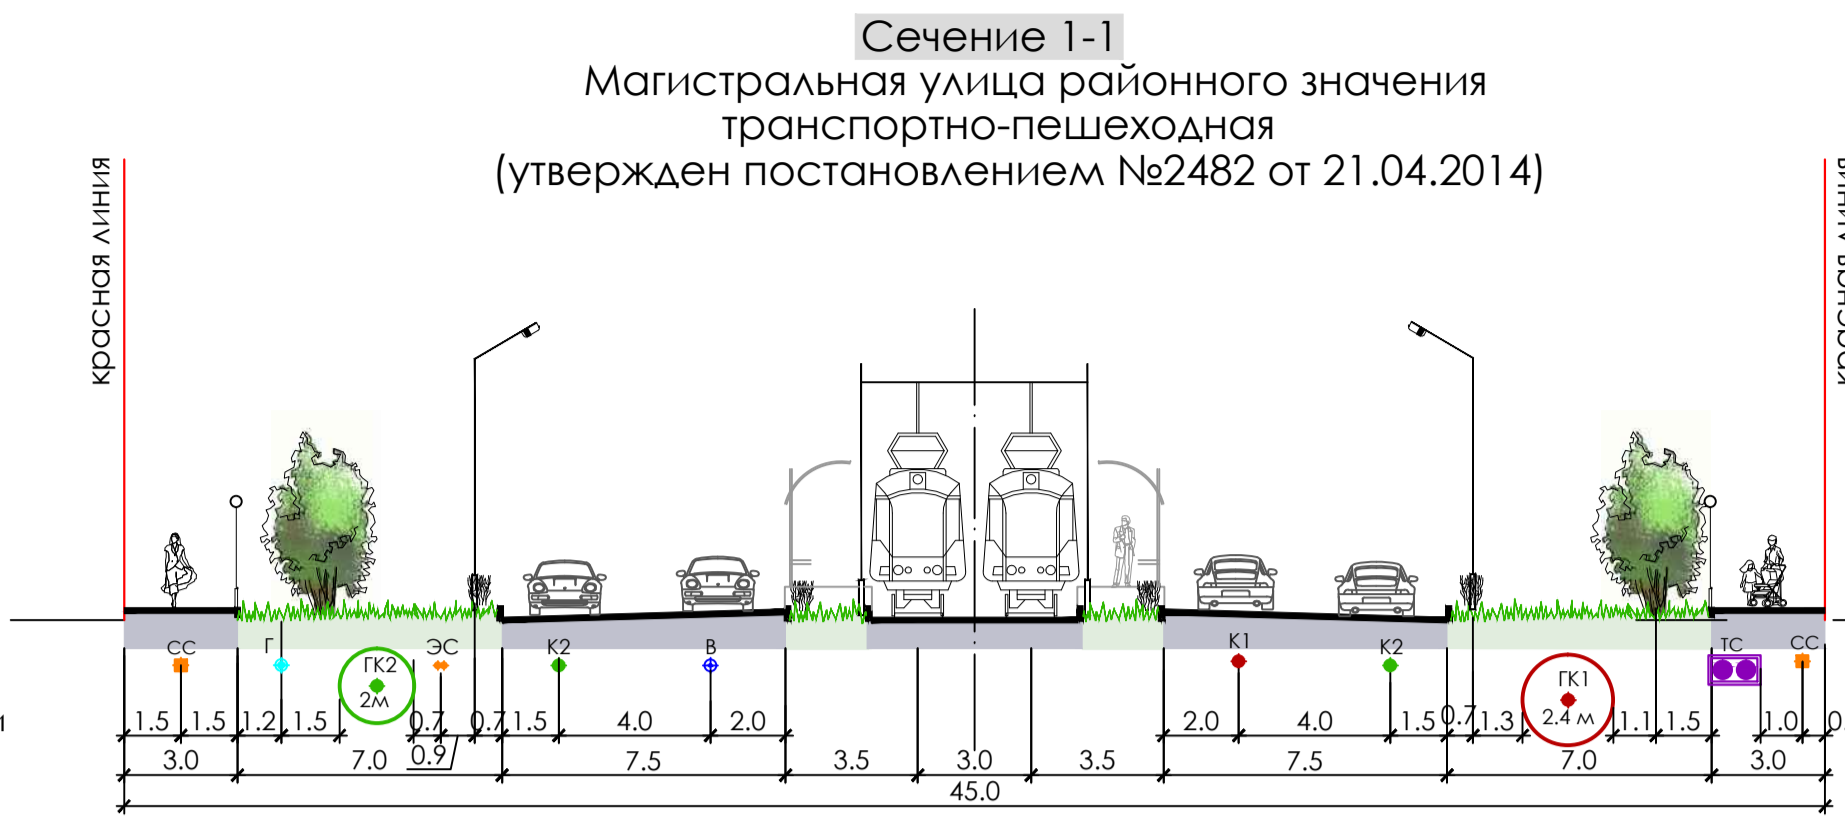 Сечение 1-1
Магистральная улица районного значения
транспортно-пешеходная
(утвержден постановлением №2482 от 21.04.2014)
красная линия
красная линия
СС Г ГК2 2м ЭС К2 В К1 К2 ГК1 2.4 м ТС СС
1.5 1.5 1.2 1.5 0.7 0.7 1.5 4.0 2.0 2.0 4.0 1.5 0.7 1.3 1.1 1.5 1.0
3.0 7.0 0.9 7.5 3.5 3.0 3.5 7.5 7.0 3.0
45.0